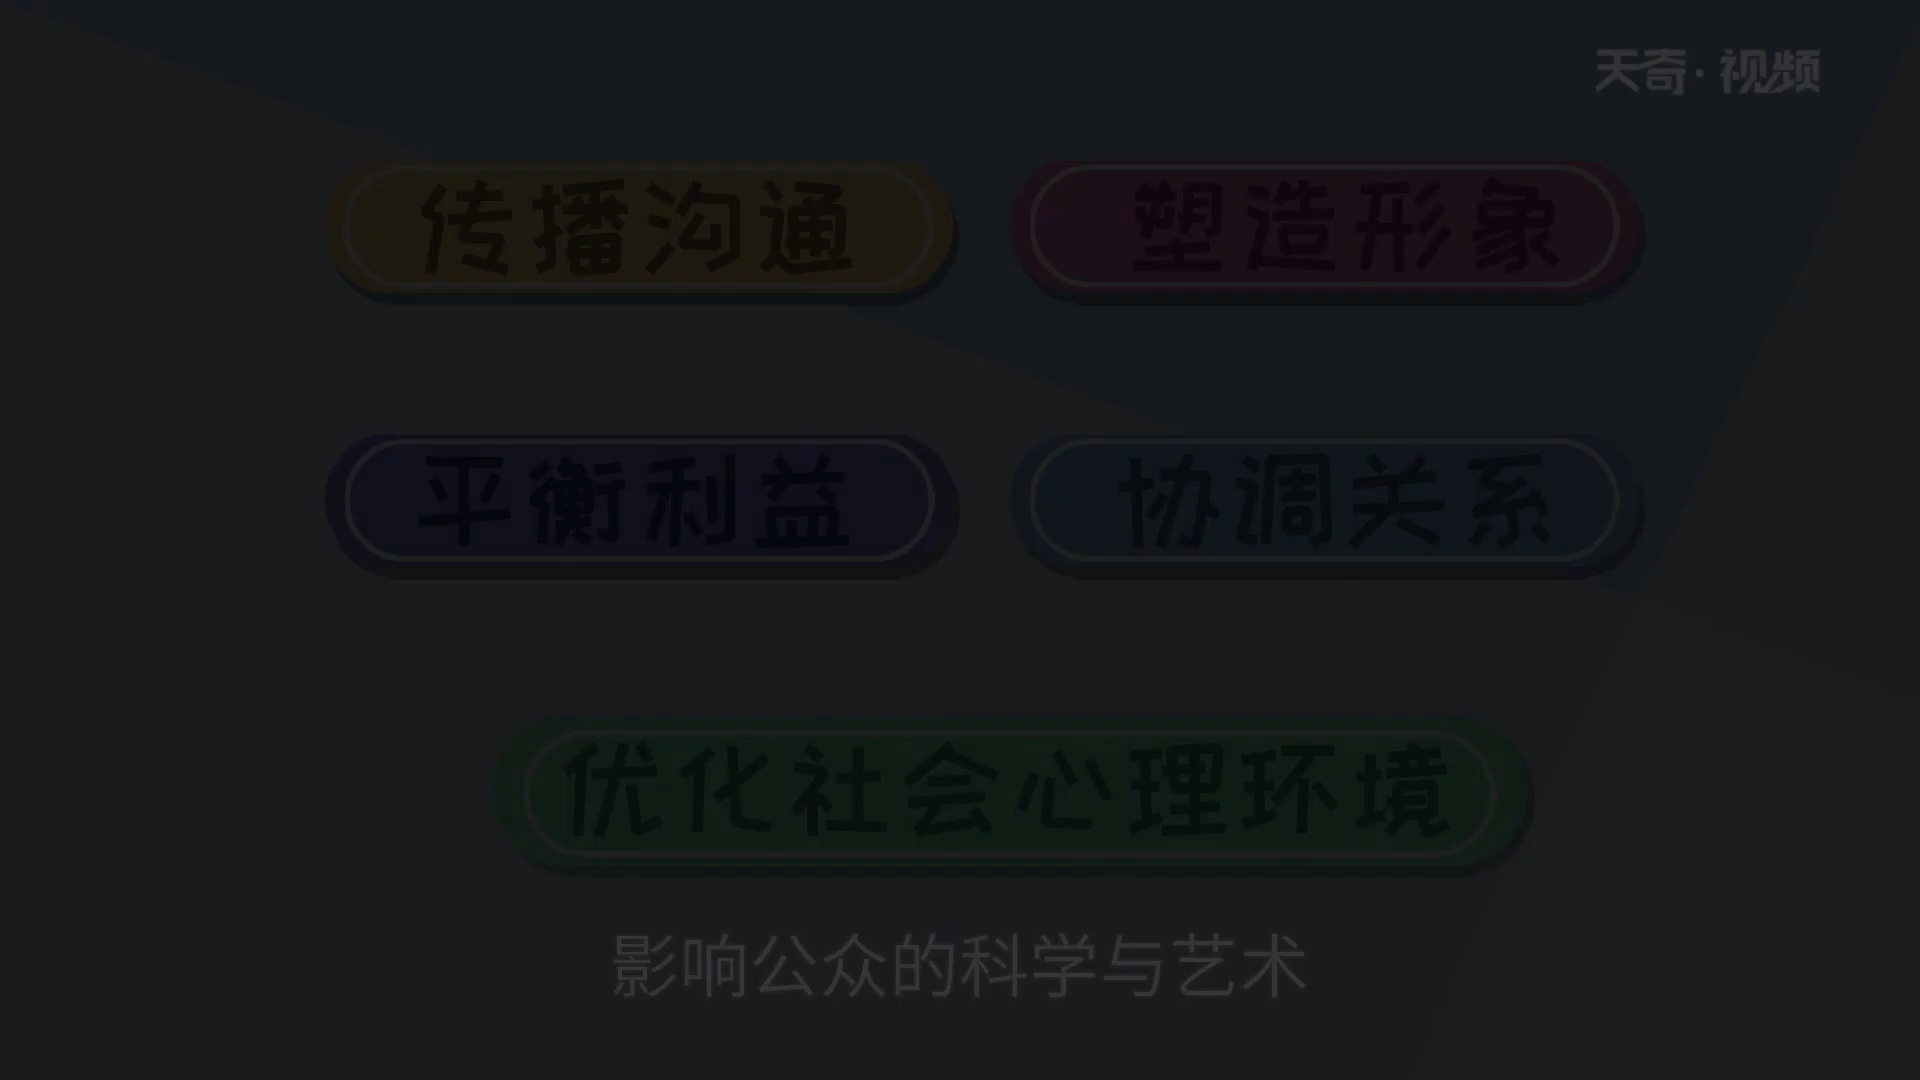 天奇·视频
传播沟通
塑造形象
平衡利益
协调关系
优化社会心理环境
影响公众的科学与艺术